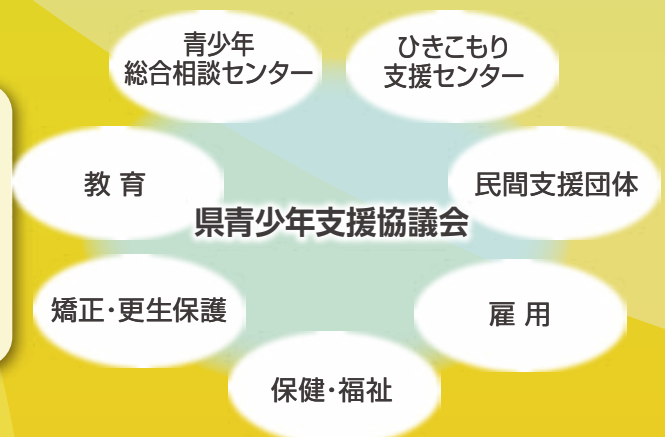 青少年
総合相談センター
ひきこもり
支援センター
教 育
民間支援団体
県青少年支援協議会
矯正・更生保護
雇 用
保健・福祉